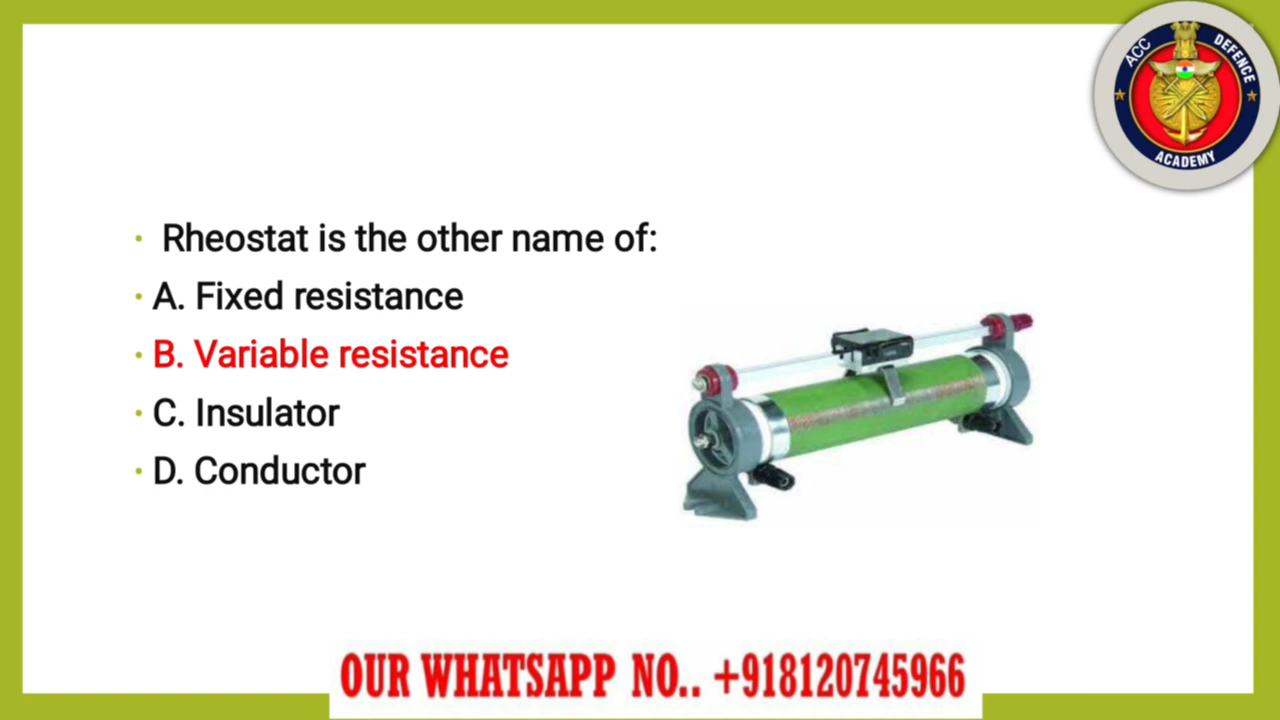 ACC DEFENCE
ACADEMY
• Rheostat is the other name of:
• A. Fixed resistance
• B. Variable resistance
• C. Insulator
• D. Conductor
OUR WHATSAPP NO.. +918120745966